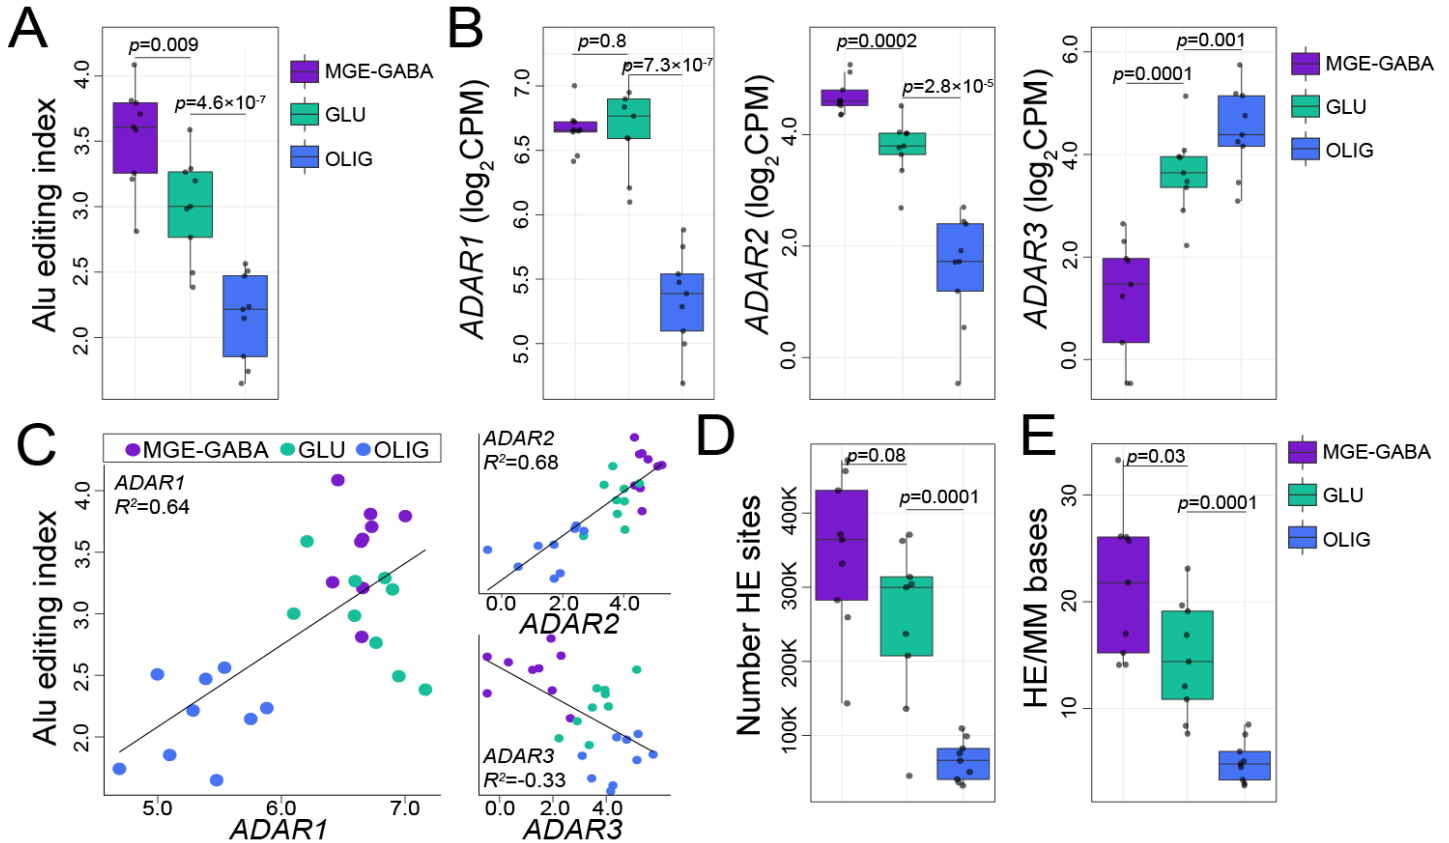 A
Alu editing index
4.0
3.5
3.0
2.5
2.0
p=0.009
p=4.6×10-7
MGE-GABA
GLU
OLIG
B
ADAR1 (log2CPM)
7.0
6.5
6.0
5.5
5.0
p=0.8
p=7.3×10-7
ADAR2 (log2CPM)
4.0
2.0
0.0
p=0.0002
p=2.8×10-5
ADAR3 (log2CPM)
6.0
4.0
2.0
0.0
p=0.001
p=0.0001
MGE-GABA
GLU
OLIG
C
MGE-GABA GLU OLIG
ADAR1
R²=0.64
Alu editing index
4.0
3.5
3.0
2.5
2.0
5.0 6.0 7.0
ADAR1
ADAR2
R²=0.68
0.0 2.0 4.0
ADAR2
ADAR3
R²=-0.33
0.0 2.0 4.0
ADAR3
D
Number HE sites
400K
300K
200K
100K
p=0.08
p=0.0001
E
HE/MM bases
30
20
10
p=0.03
p=0.0001
MGE-GABA
GLU
OLIG